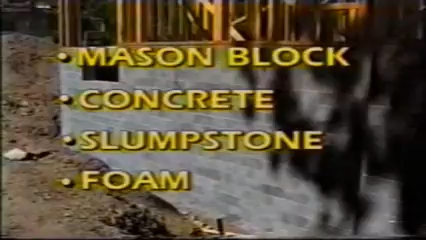 • MASON BLOCK
• CONCRETE
• SLUMPSTONE
• FOAM